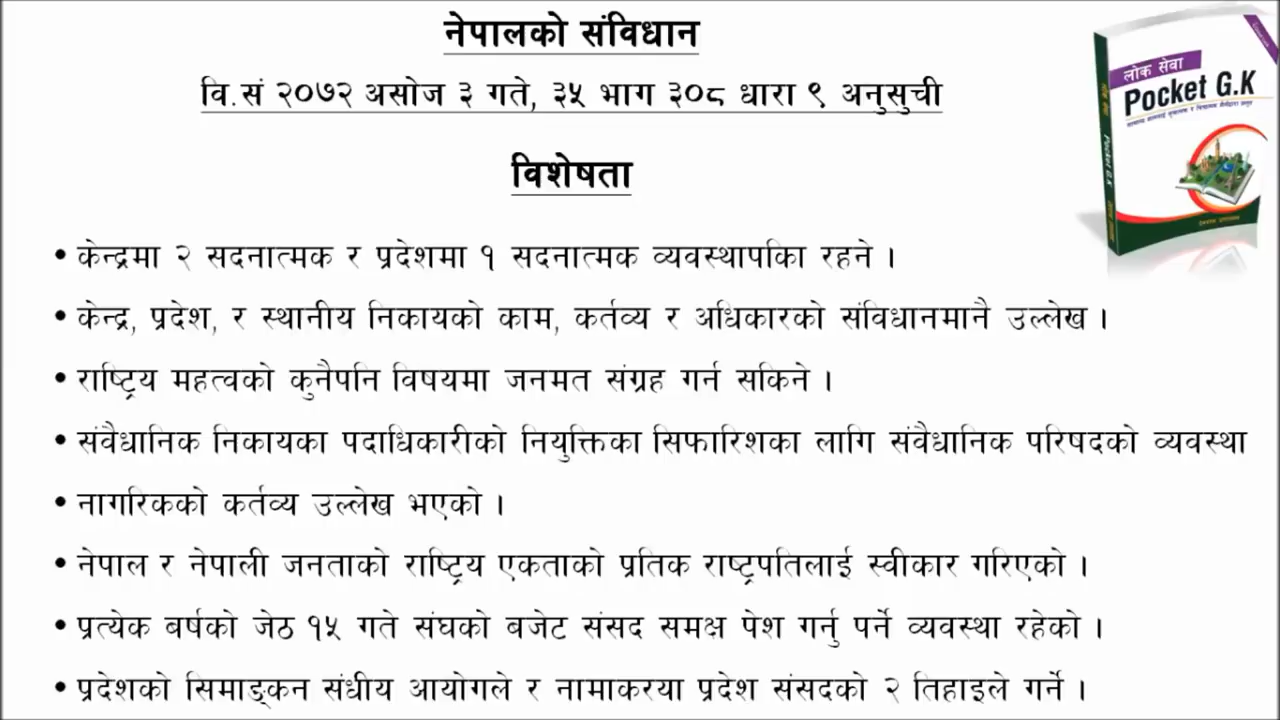 नेपालको संविधान
वि.सं २०७२ असोज ३ गते, ३५ भाग ३०८ धारा ९ अनुसुची
लोक सेवा
Pocket G.K
विशेषता
Pocket G.K
• केन्द्रमा २ सदनात्मक र प्रदेशमा १ सदनात्मक व्यवस्थापिका रहने ।
• केन्द्र, प्रदेश, र स्थानीय निकायको काम, कर्तव्य र अधिकारको संविधानमानै उल्लेख ।
• राष्ट्रिय महत्वको कुनैपनि विषयमा जनमत संग्रह गर्न सकिने ।
• संवैधानिक निकायका पदाधिकारीको नियुक्तिका सिफारिशका लागि संवैधानिक परिषदको व्यवस्था
• नागरिकको कर्तव्य उल्लेख भएको ।
• नेपाल र नेपाली जनताको राष्ट्रिय एकताको प्रतिक राष्ट्रपतिलाई स्वीकार गरिएको ।
• प्रत्येक बर्षको जेठ १५ गते संघको बजेट संसद समक्ष पेश गर्नु पर्ने व्यवस्था रहेको ।
• प्रदेशको सिमाङ्कन संधीय आयोगले र नामाकरया प्रदेश संसदको २ तिहाइले गर्ने ।